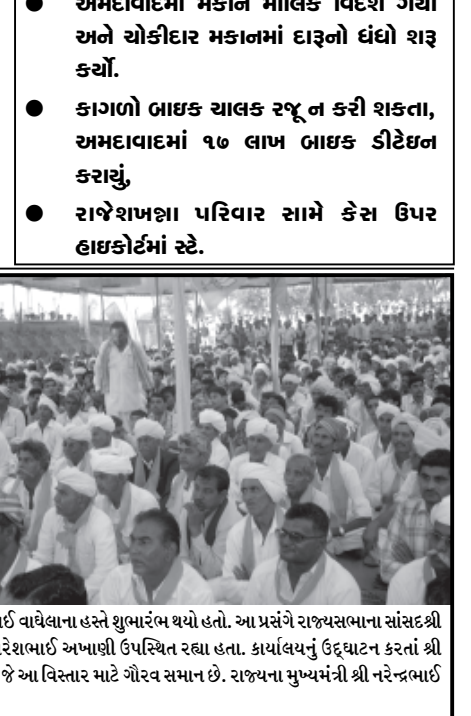 ● અમદાવાદમાં મકાન માલિક વિદેશ ગયા
અને ચોકીદાર મકાનમાં દારૂનો ધંધો શરૂ
કર્યો.
● કાગળો બાઇક ચાલક રજૂ ન કરી શકતા,
અમદાવાદમાં ૧૭ લાખ બાઇક ડીટેઇન
કરાયું,
● રાજેશખન્ના પરિવાર સામે કેસ ઉપર
હાઇકોર્ટમાં સ્ટે.
ઈ વાઘેલાના હસ્તે શુભારંભ થયો હતો. આ પ્રસંગે રાજ્યસભાના સાંસદશ્રી
રેશભાઈ અખાણી ઉપસ્થિત રહ્યા હતા. કાર્યાલયનું ઉદ્ઘાટન કરતાં શ્રી
જે આ વિસ્તાર માટે ગૌરવ સમાન છે. રાજ્યના મુખ્યમંત્રી શ્રી નરેન્દ્રભાઈ